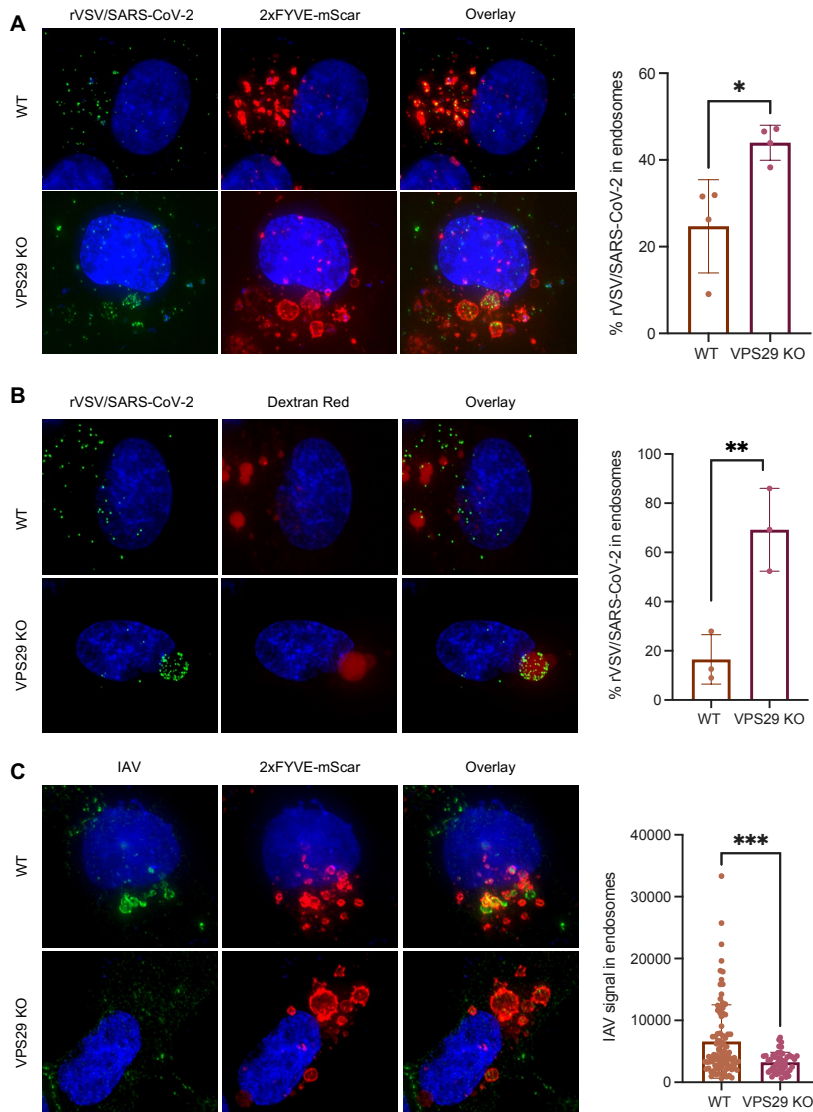 A
rVSV/SARS-CoV-2 2xFYVE-mScar Overlay
WT
VPS29 KO
% rVSV/SARS-CoV-2 in endosomes
60
40
20
0
*
WT VPS29 KO
B
rVSV/SARS-CoV-2 Dextran Red Overlay
WT
VPS29 KO
% rVSV/SARS-CoV-2 in endosomes
100
80
60
40
20
0
**
WT VPS29 KO
C
IAV 2xFYVE-mScar Overlay
WT
VPS29 KO
IAV signal in endosomes
40000
30000
20000
10000
0
***
WT VPS29 KO